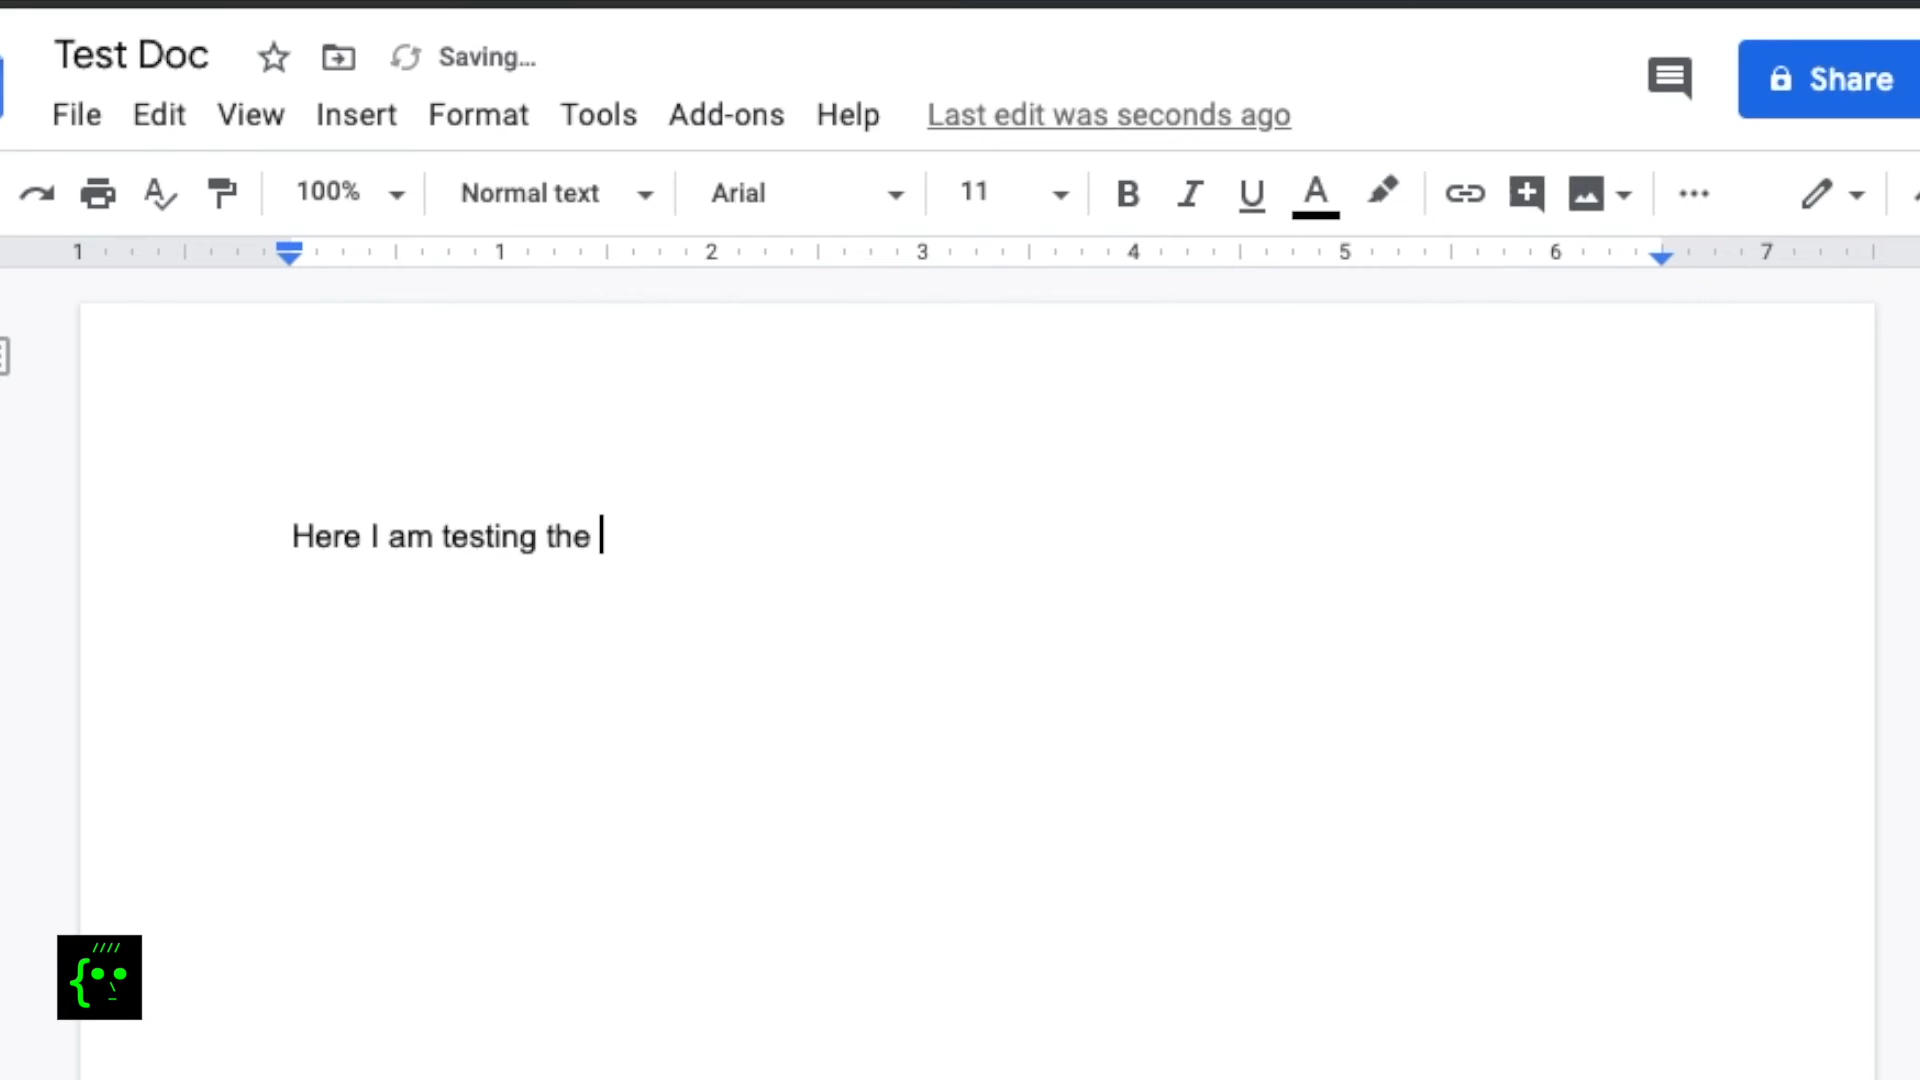 Test Doc Saving...
File Edit View Insert Format Tools Add-ons Help Last edit was seconds ago
Share
100% Normal text Arial 11 B I U A
1 1 2 3 4 5 6 7
Here I am testing the